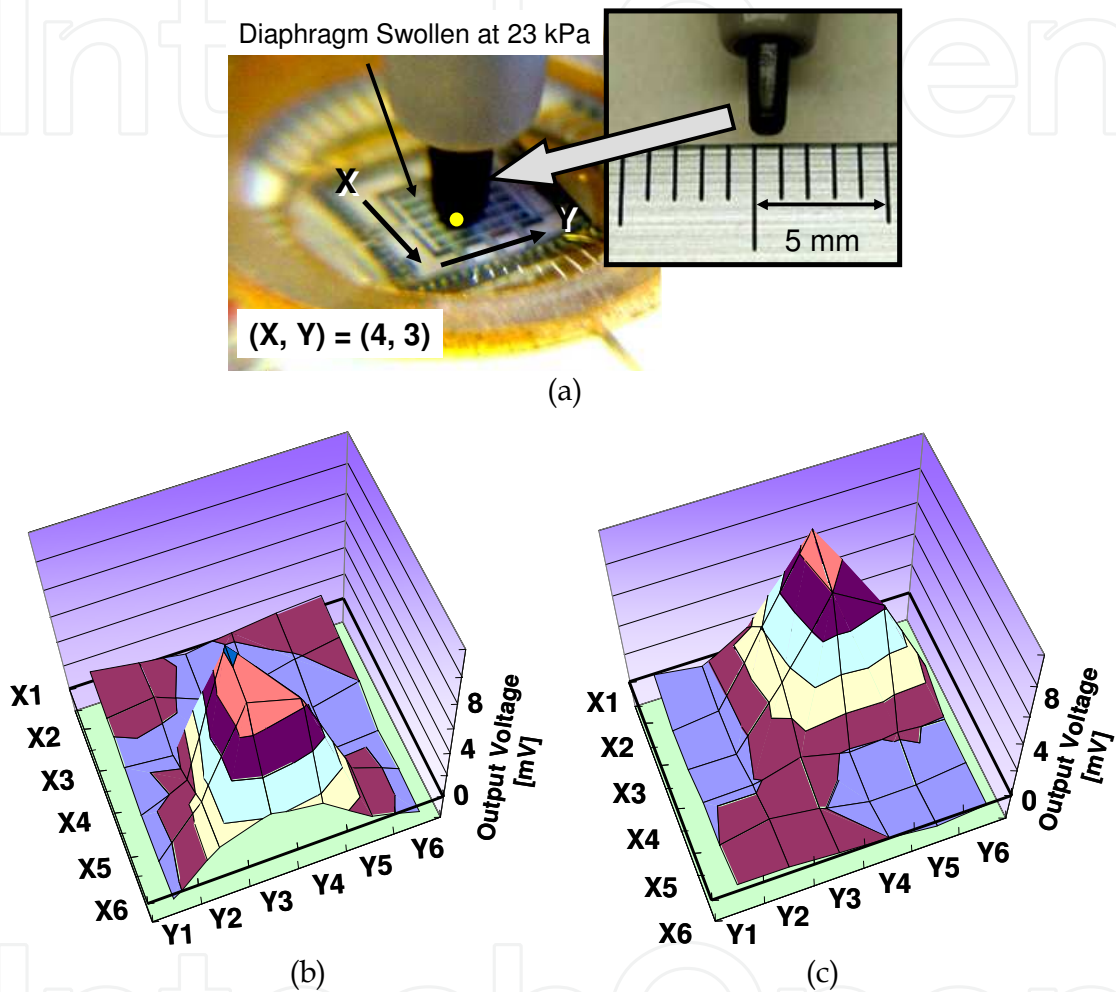 Diaphragm Swollen at 23 kPa
X
Y
5 mm
(X, Y) = (4, 3)
(a)
X1
X2
X3
X4
X5
X6
Y1
Y2
Y3
Y4
Y5
Y6
8
4
0
Output Voltage
[mV]
(b)
X1
X2
X3
X4
X5
X6
Y1
Y2
Y3
Y4
Y5
Y6
8
4
0
Output Voltage
[mV]
(c)